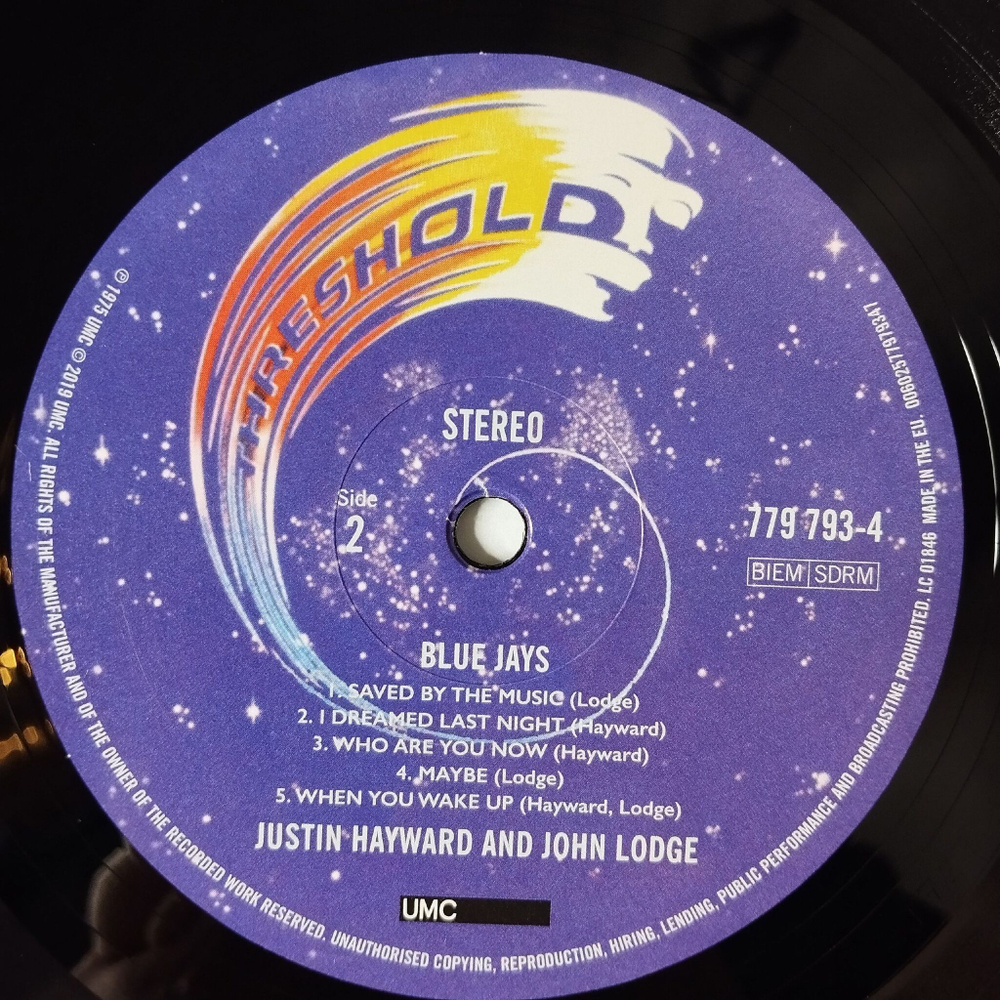 THRESHOLD
STEREO
Side
2
779 793-4
BIEM SDRM
BLUE JAYS
1. SAVED BY THE MUSIC (Lodge)
2. I DREAMED LAST NIGHT (Hayward)
3. WHO ARE YOU NOW (Hayward)
4. MAYBE (Lodge)
5. WHEN YOU WAKE UP (Hayward, Lodge)
JUSTIN HAYWARD AND JOHN LODGE
UMC
℗ 1975 UMC © 2019 UMC. ALL RIGHTS OF THE MANUFACTURER AND OF THE OWNER OF THE RECORDED WORK RESERVED. UNAUTHORISED COPYING, REPRODUCTION, HIRING, LENDING, PUBLIC PERFORMANCE AND BROADCASTING PROHIBITED. LC 01846 MADE IN THE EU. 00602577979347